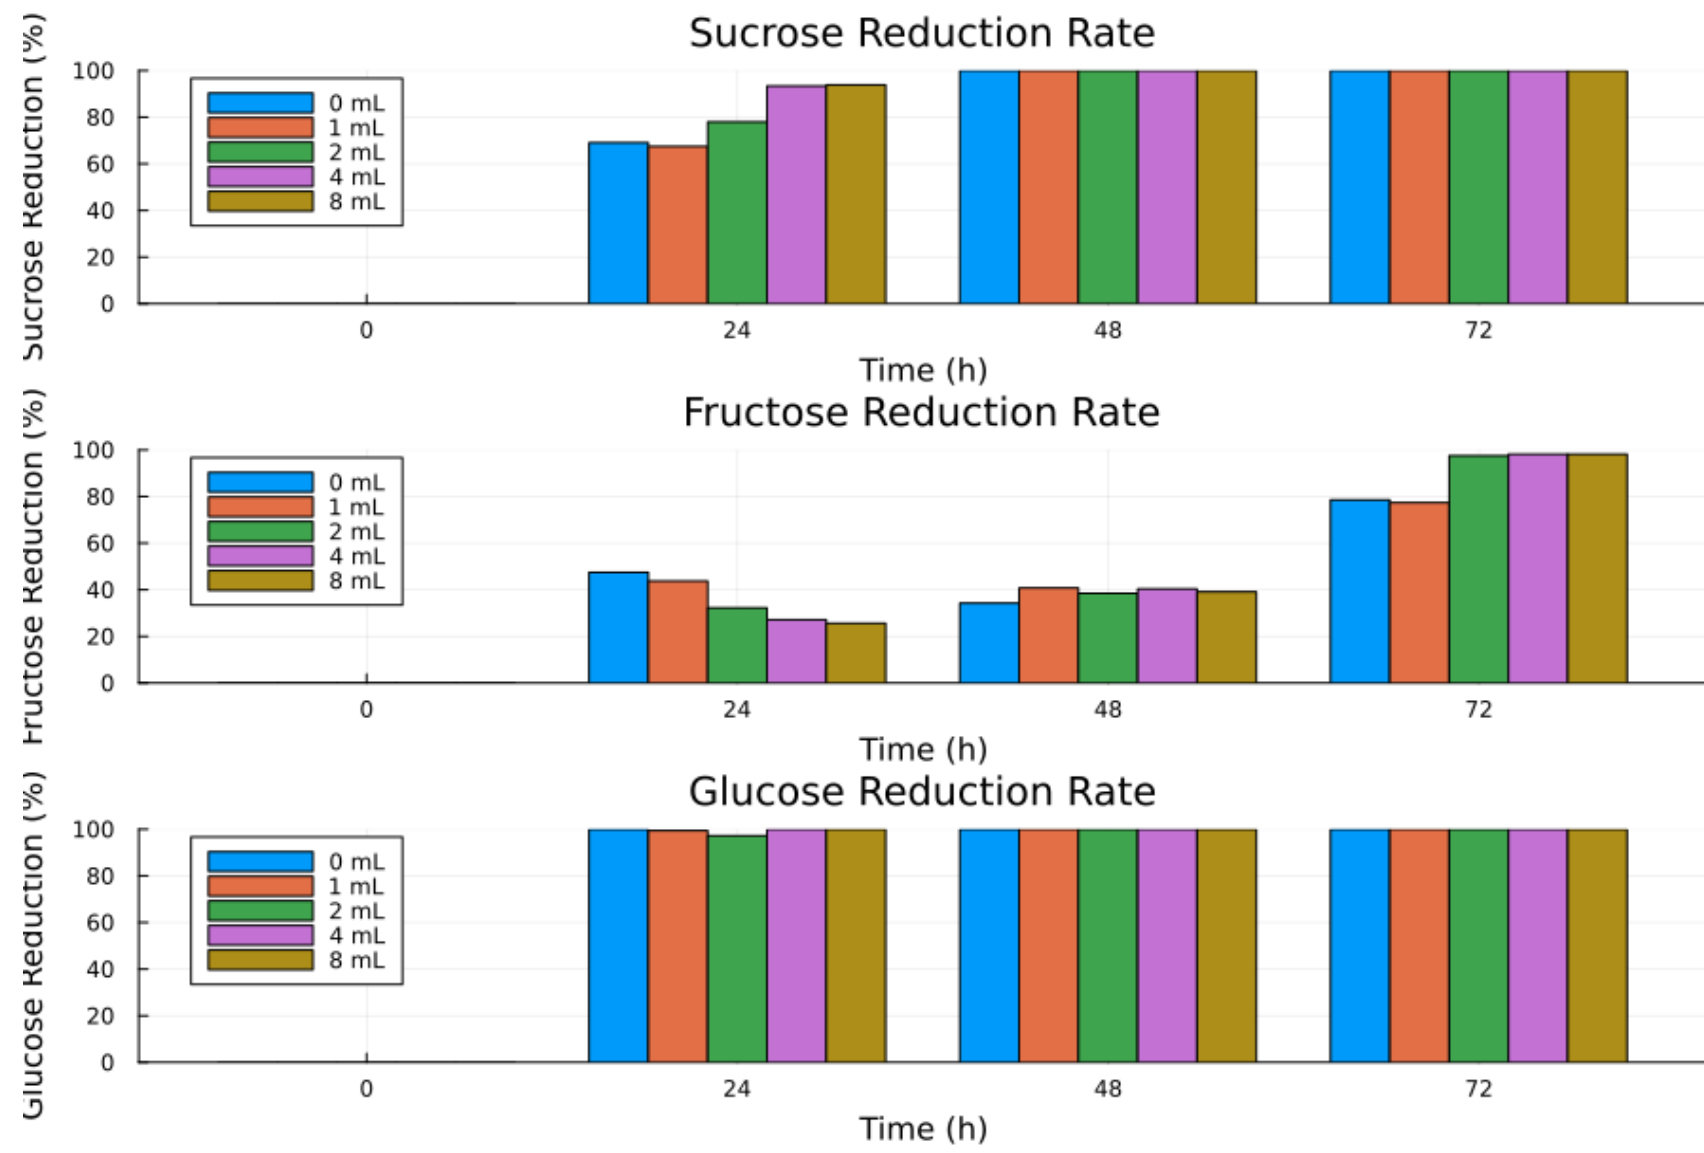 Sucrose Reduction Rate
Sucrose Reduction (%)
100
80
60
40
20
0
0 mL
1 mL
2 mL
4 mL
8 mL
0 24 48 72
Time (h)
Fructose Reduction Rate
Fructose Reduction (%)
100
80
60
40
20
0
0 mL
1 mL
2 mL
4 mL
8 mL
0 24 48 72
Time (h)
Glucose Reduction Rate
Glucose Reduction (%)
100
80
60
40
20
0
0 mL
1 mL
2 mL
4 mL
8 mL
0 24 48 72
Time (h)